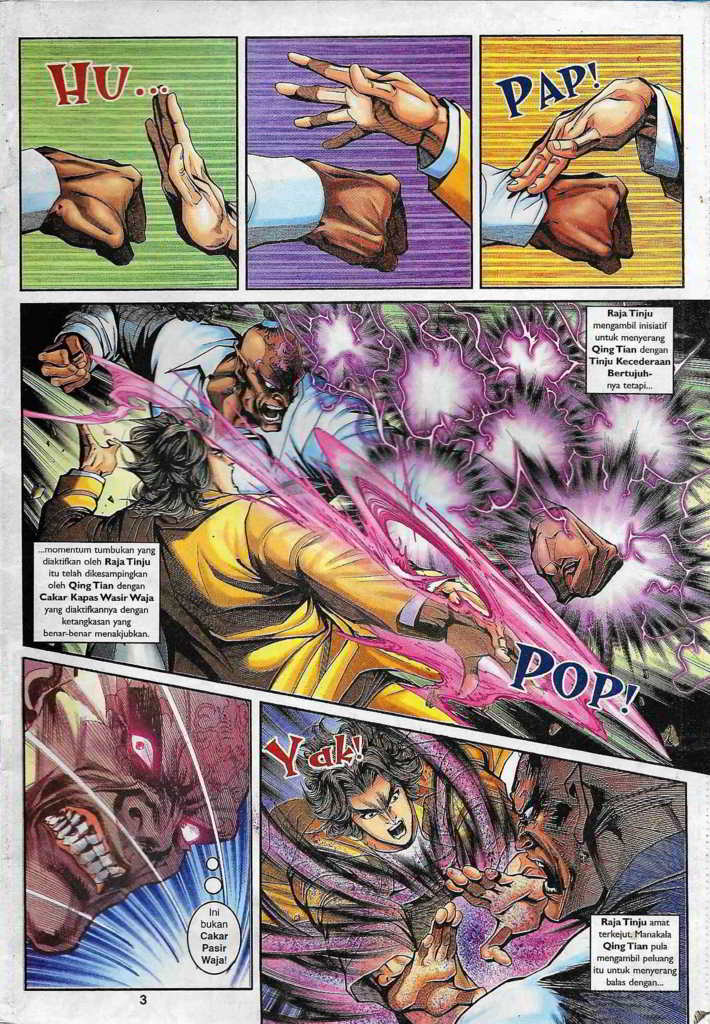 HU...
PAP!
Raja Tinju
mengambil inisiatif
untuk menyerang
Qing Tian dengan
Tinju Kecederaan
Bertujuh-
nya tetapi...
...momentum tumbukan yang
diaktifkan oleh Raja Tinju
itu telah dikesampingkan
oleh Qing Tian dengan
Cakar Kapas Wasir Waja
yang diaktifkannya dengan
ketangkasan yang
benar-benar menakjubkan.
POP!
Ini
bukan
Cakar
Pasir
Waja!
Yak!
Raja Tinju amat
terkejut. Manakala
Qing Tian pula
mengambil peluang
itu untuk menyerang
balas dengan...
3